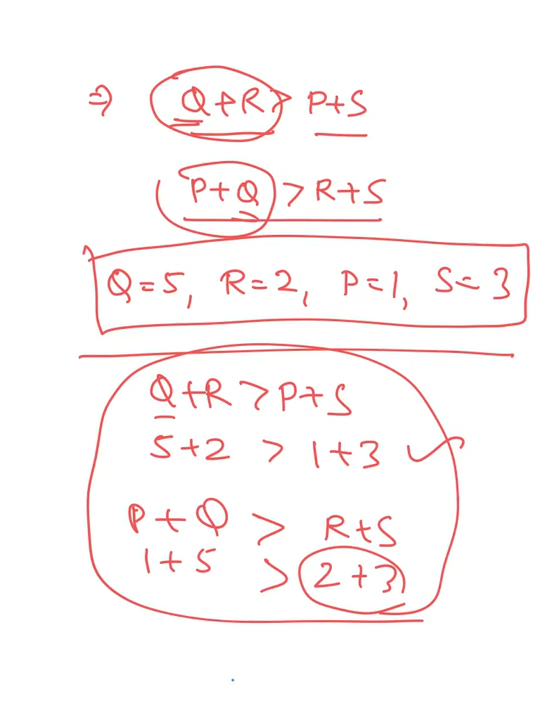 ⇒ Q+R > P+S
P+Q > R+S
Q=5, R=2, P=1, S=3
Q+R > P+S
5+2 > 1+3 ✓
P+Q > R+S
1+5 > 2+3